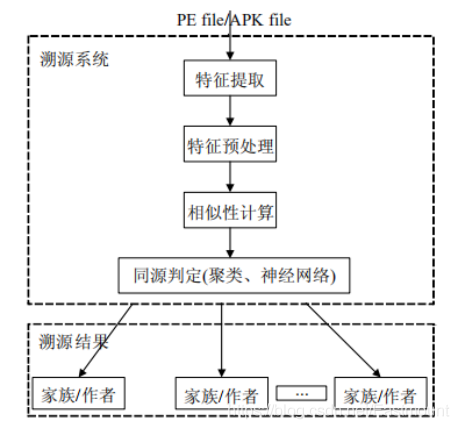 PE file/APK file
溯源系统
特征提取
特征预处理
相似性计算
同源判定(聚类、神经网络)
溯源结果
家族/作者 家族/作者 ... 家族/作者